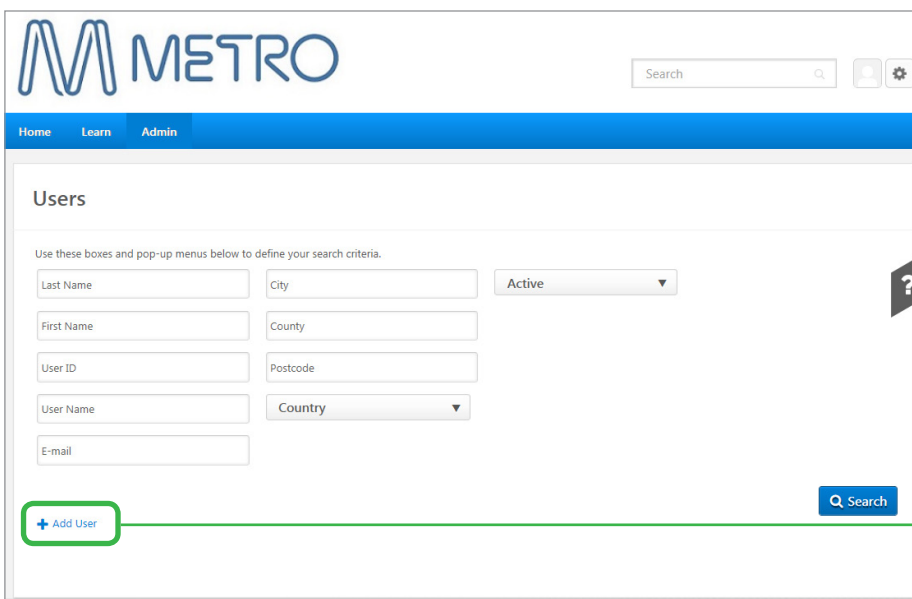 METRO
Search
Home Learn Admin
Users
Use these boxes and pop-up menus below to define your search criteria.
Last Name City Active
First Name County
User ID Postcode
User Name Country
E-mail
Search
+ Add User
?